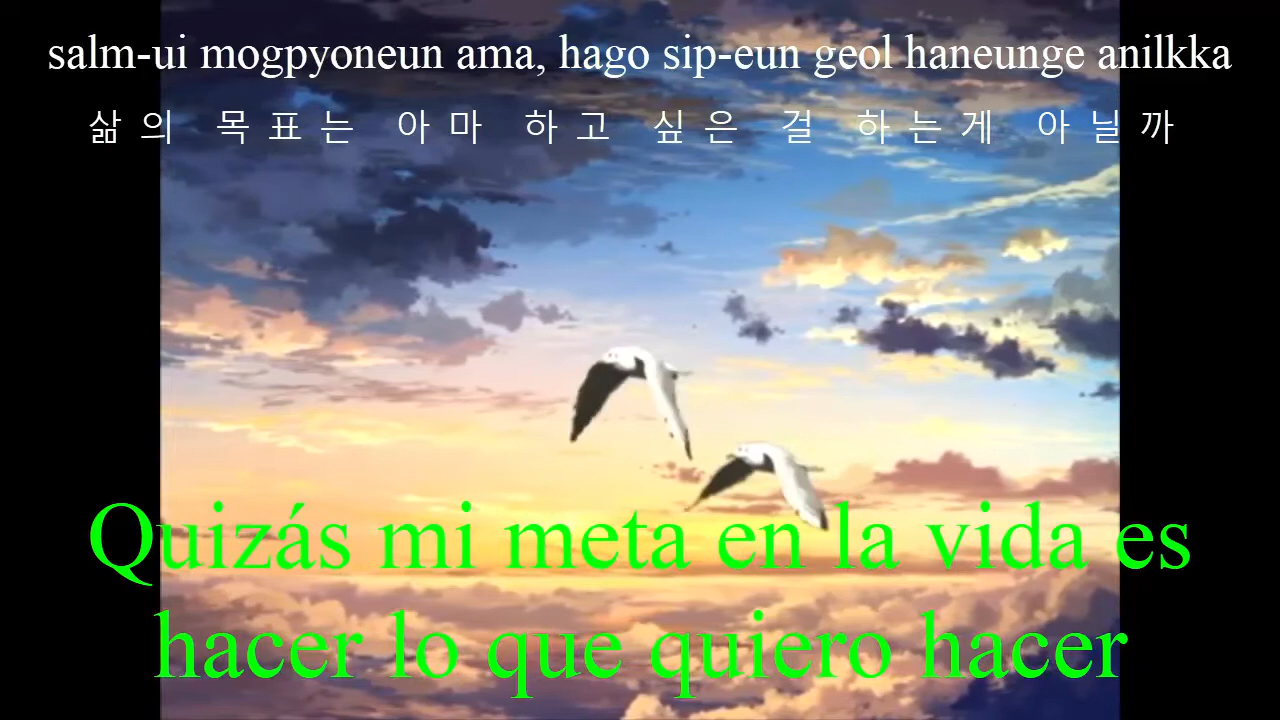 salm-ui mogpyoneun ama, hago sip-eun geol haneunge anilkka
삶의 목표는 아마 하고 싶은 걸 하는게 아닐까
Quizás mi meta en la vida es
hacer lo que quiero hacer